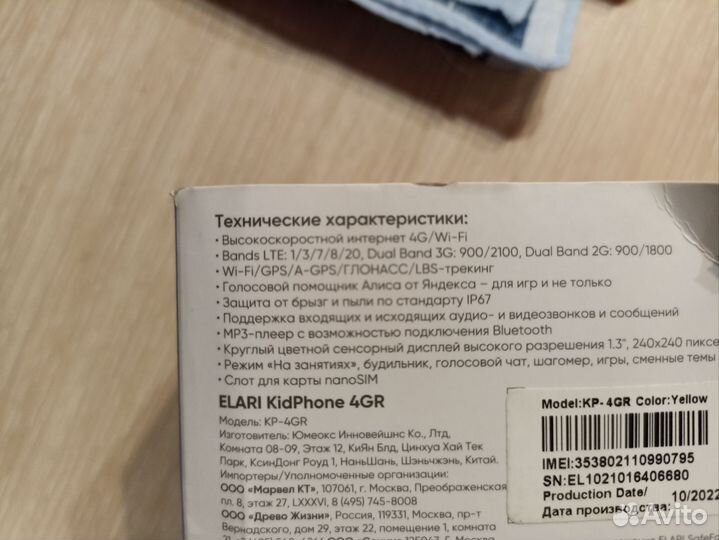 Технические характеристики:
• Высокоскоростной интернет 4G/Wi-Fi
• Bands LTE: 1/3/7/8/20, Dual Band 3G: 900/2100, Dual Band 2G: 900/1800
• Wi-Fi/GPS/A-GPS/ГЛОНАСС/LBS-трекинг
• Голосовой помощник Алиса от Яндекса – для игр и не только
• Защита от брызг и пыли по стандарту IP67
• Поддержка входящих и исходящих аудио- и видеозвонков и сообщений
• MP3-плеер с возможностью подключения Bluetooth
• Круглый цветной сенсорный дисплей высокого разрешения 1.3", 240x240 пиксе
• Режим «На занятиях», будильник, голосовой чат, шагомер, игры, сменные темы
• Слот для карты nanoSIM
ELARI KidPhone 4GR
Модель: KP-4GR
Изготовитель: Юмеокс Инновейшнс Ко., Лтд,
Комната 08-09, Этаж 12, КиЯн Блд, Цинхуа Хай Тек
Парк, КсинДонг Роуд 1, НаньШань, Шэньчжэнь, Китай.
Импортеры/Уполномоченные организации:
ООО «Марвел КТ», 107061, г. Москва, Преображенская
пл. 8, этаж 27, LXXXVI, 8 (495) 745-8008
ООО «Древо Жизни», Россия, 119331, Москва, пр-т
Вернадского, дом 29, этаж 22, помещение 1, комнаты
Model:KP- 4GR Color:Yellow
IMEI:353802110990795
SN:EL1021016406680
Production Date/ 10/2022
Дата производства:
Avito